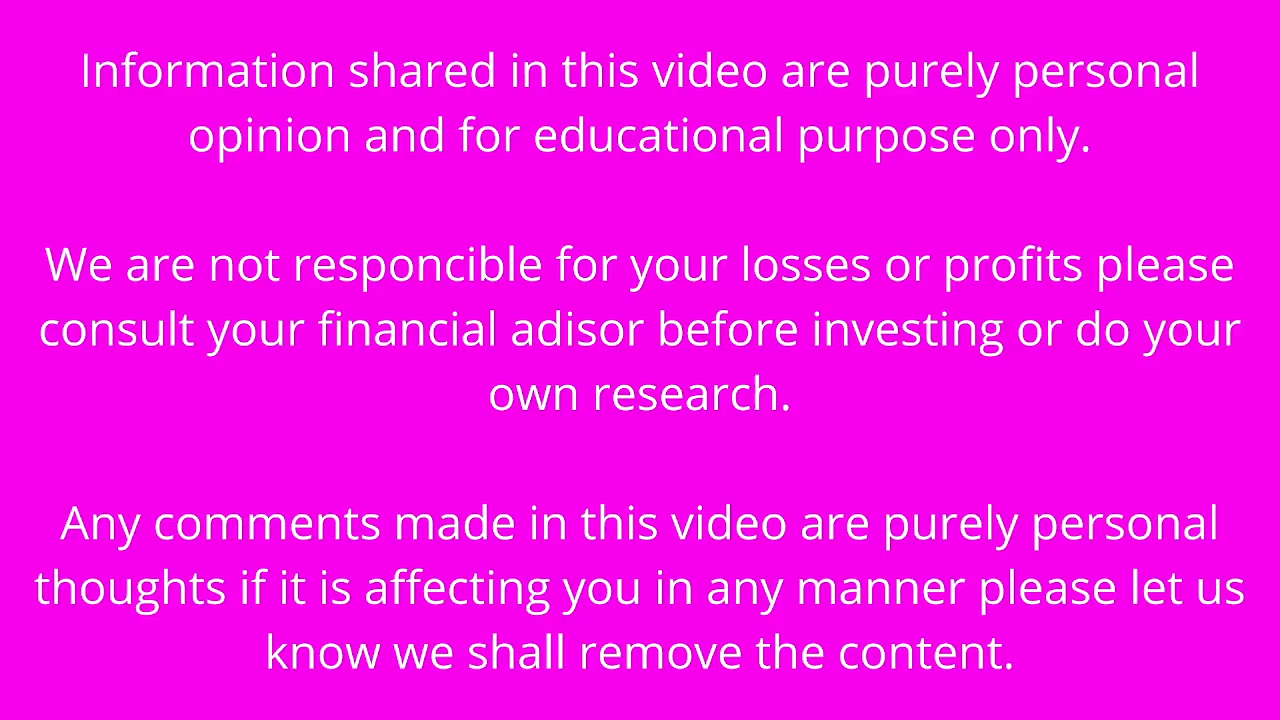 Information shared in this video are purely personal
opinion and for educational purpose only.
We are not responcible for your losses or profits please
consult your financial adisor before investing or do your
own research.
Any comments made in this video are purely personal
thoughts if it is affecting you in any manner please let us
know we shall remove the content.